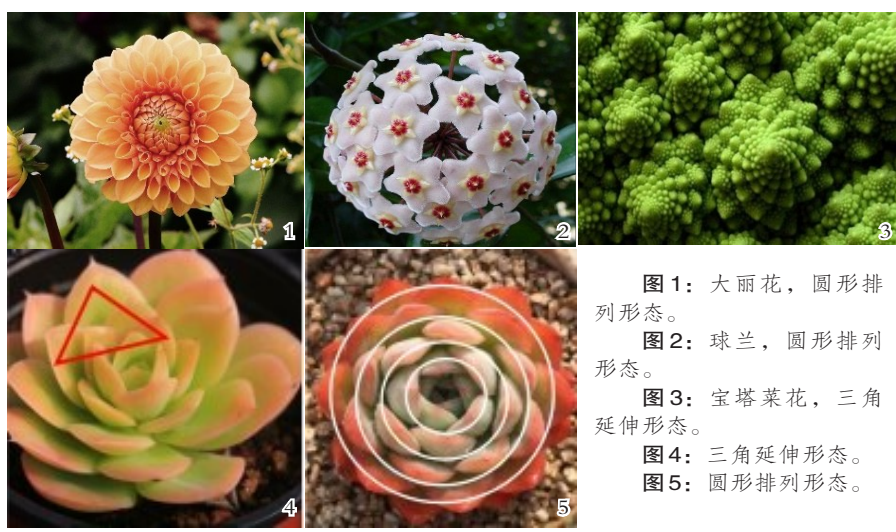 1
2
3
4
5
图1：大丽花，圆形排
列形态。
图2：球兰，圆形排列
形态。
图3：宝塔菜花，三角
延伸形态。
图4：三角延伸形态。
图5：圆形排列形态。